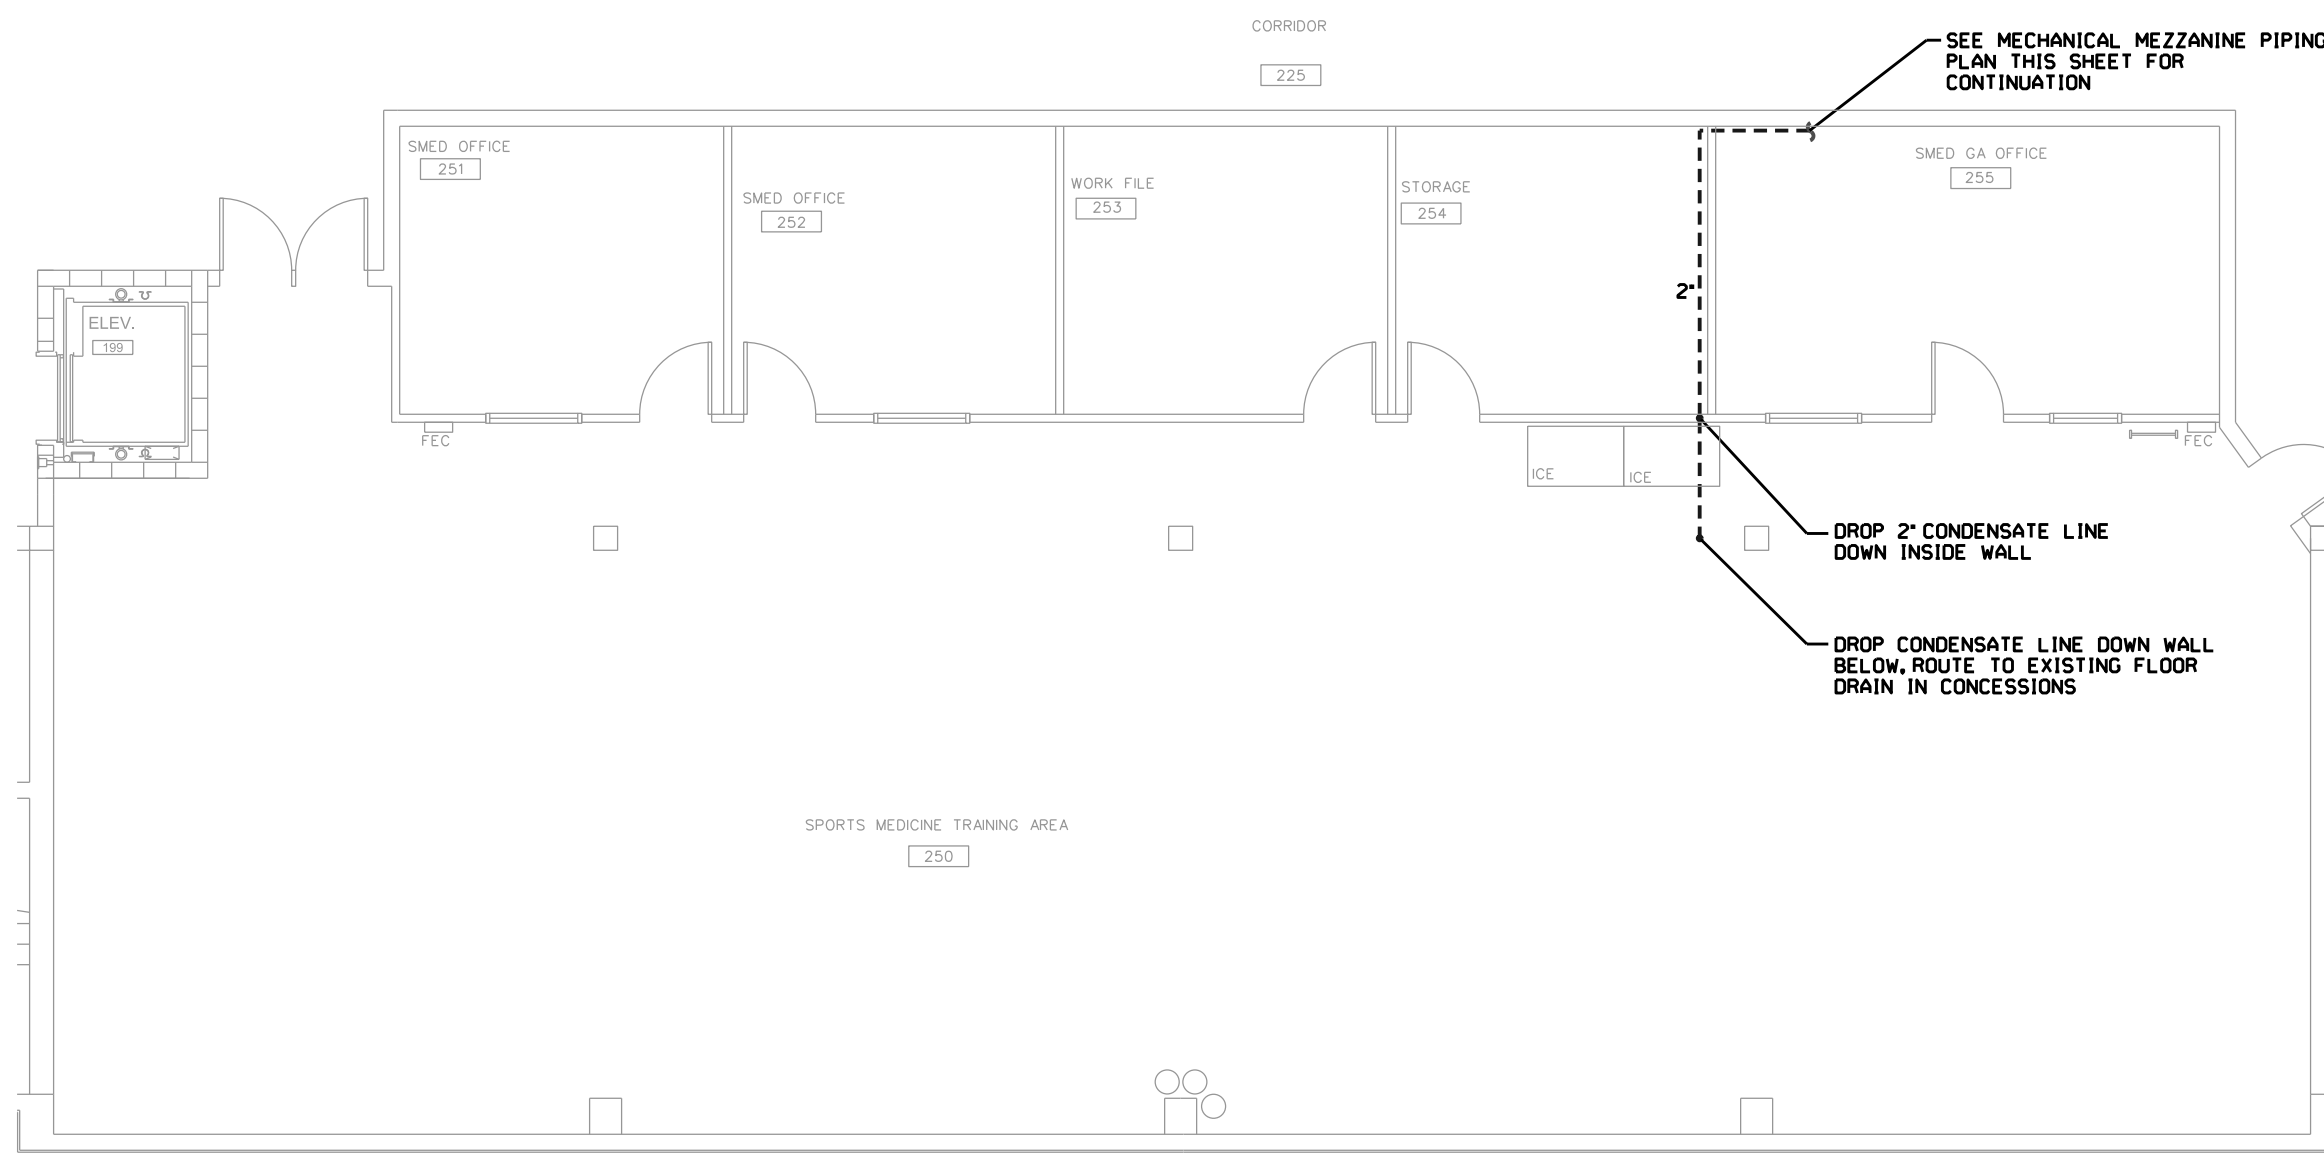 CORRIDOR
225
SEE MECHANICAL MEZZANINE PIPING
PLAN THIS SHEET FOR
CONTINUATION
SMED OFFICE
251
SMED OFFICE
252
WORK FILE
253
STORAGE
254
SMED GA OFFICE
255
2"
ELEV.
199
FEC
FEC
ICE
ICE
DROP 2" CONDENSATE LINE
DOWN INSIDE WALL
DROP CONDENSATE LINE DOWN WALL
BELOW, ROUTE TO EXISTING FLOOR
DRAIN IN CONCESSIONS
SPORTS MEDICINE TRAINING AREA
250